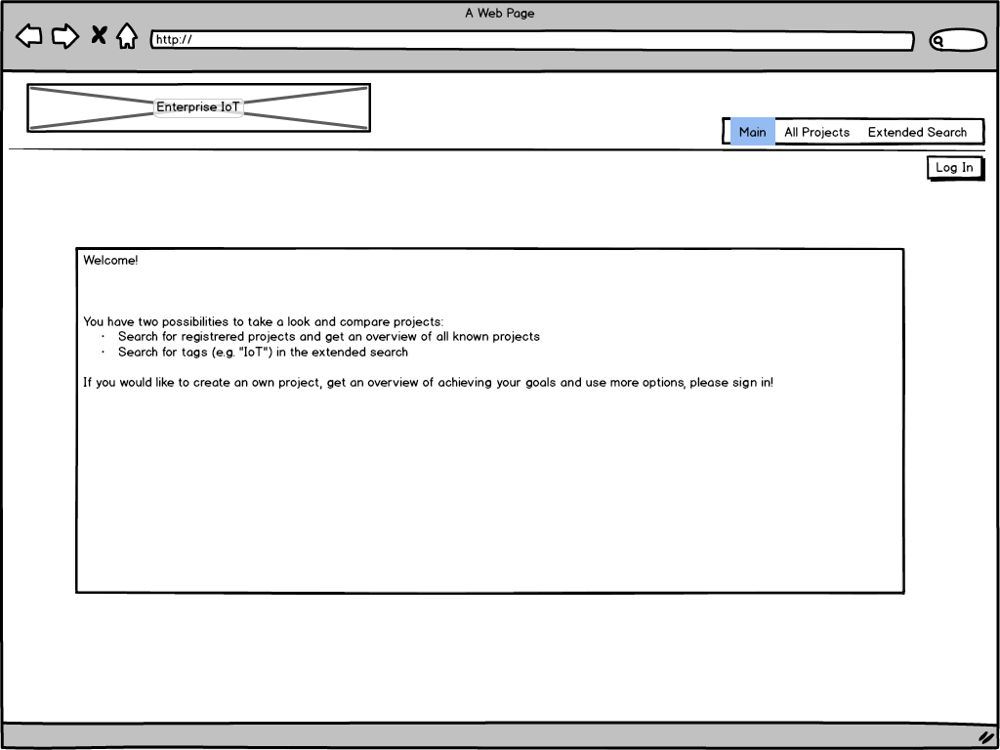 A Web Page
http://
Enterprise IoT
Main All Projects Extended Search
Log In
Welcome!
You have two possibilities to take a look and compare projects:
· Search for registrered projects and get an overview of all known projects
· Search for tags (e.g. "IoT") in the extended search
If you would like to create an own project, get an overview of achieving your goals and use more options, please sign in!